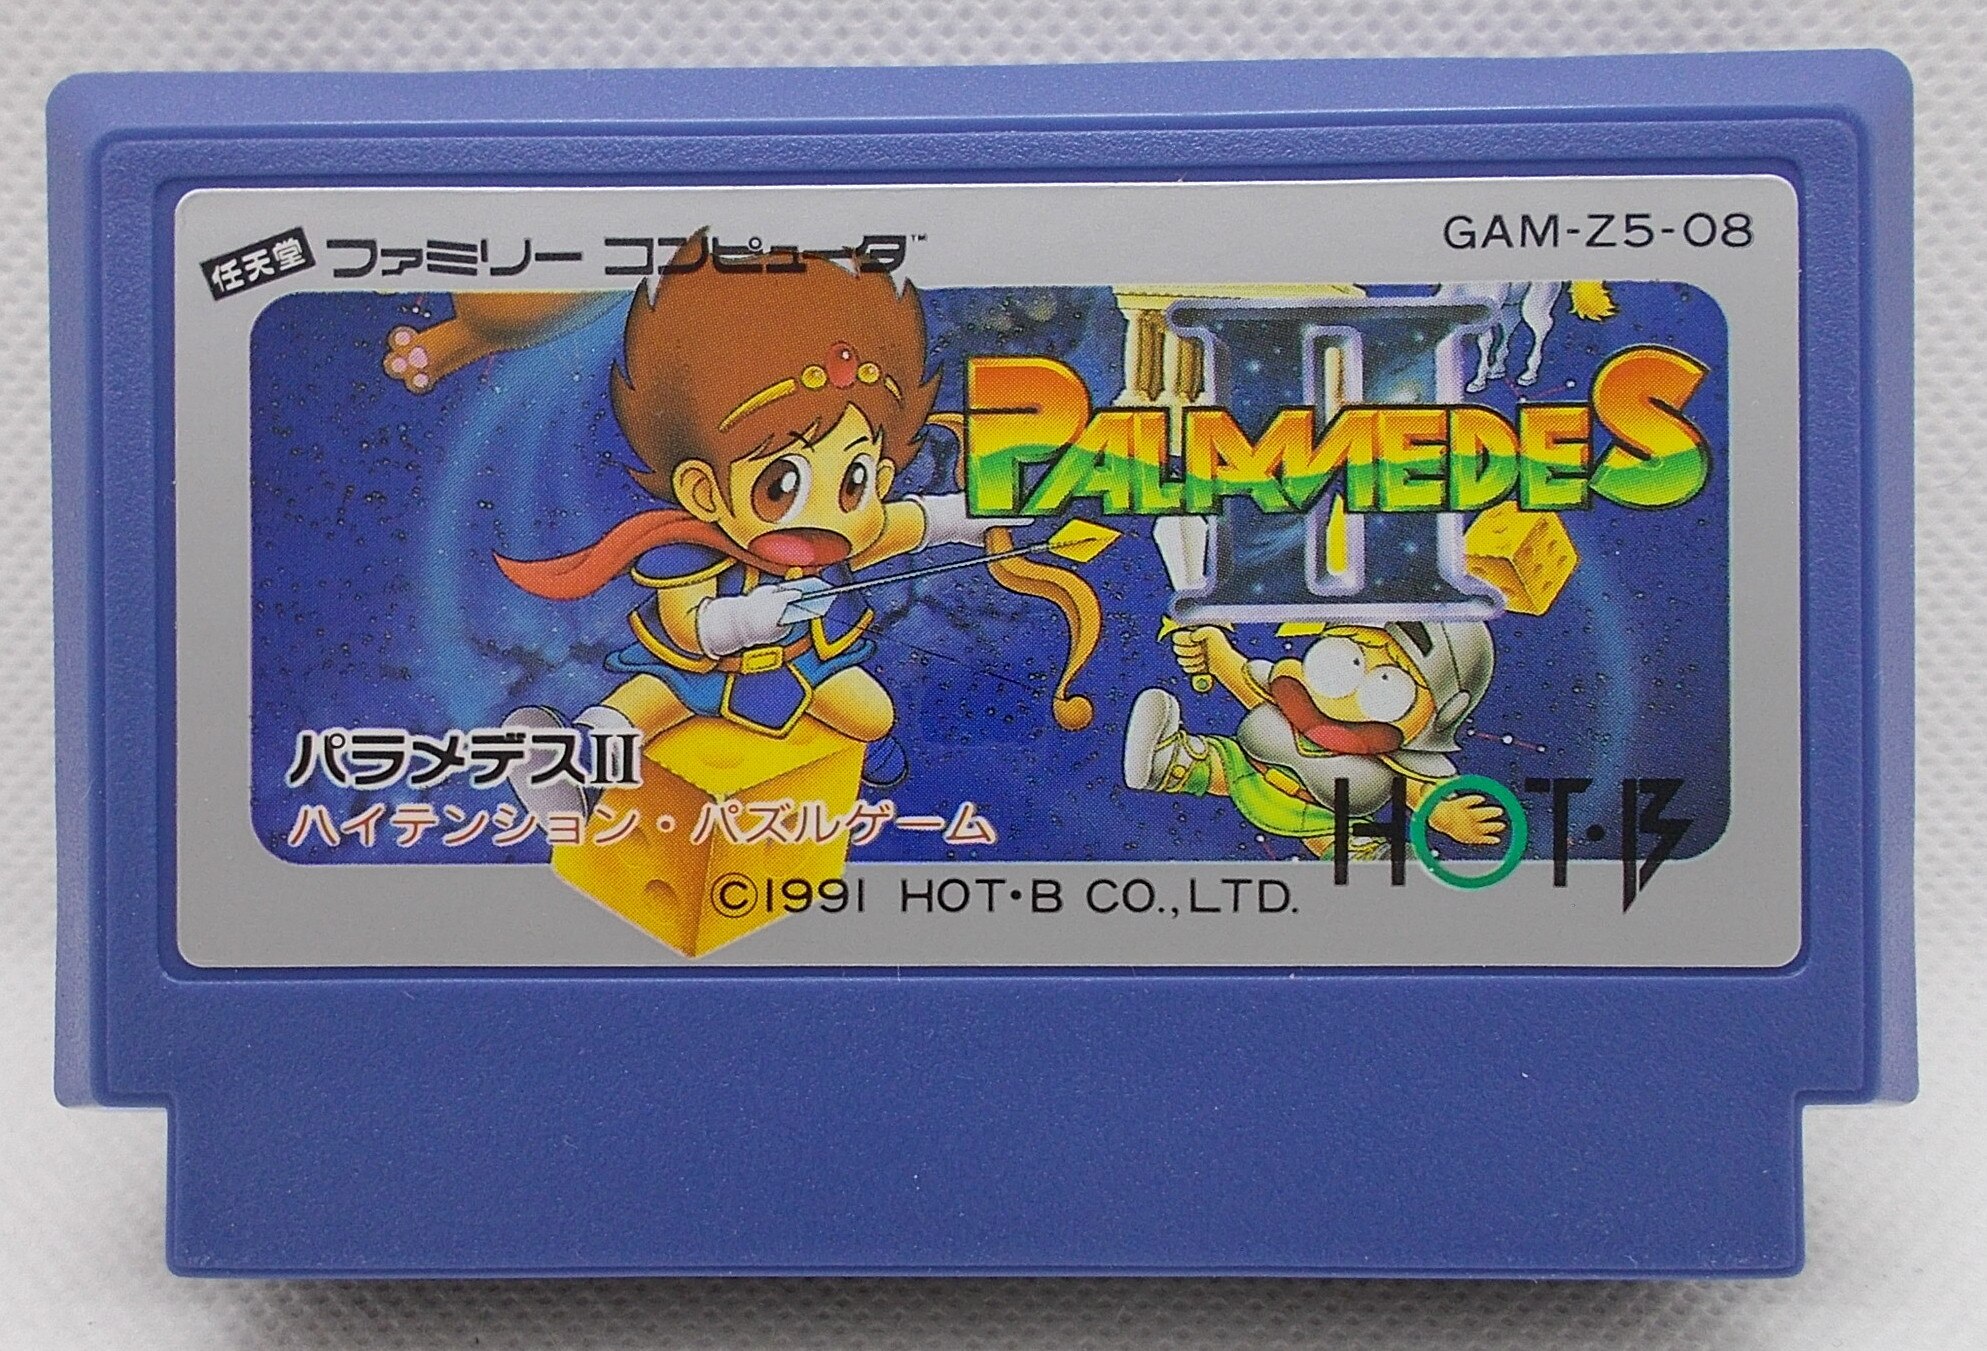 任天堂 ファミリー コンピュータ™
GAM-Z5-08
II
PALAMEDES
パラメデスII
ハイテンション・パズルゲーム
HOT・B
©1991 HOT・B CO.,LTD.